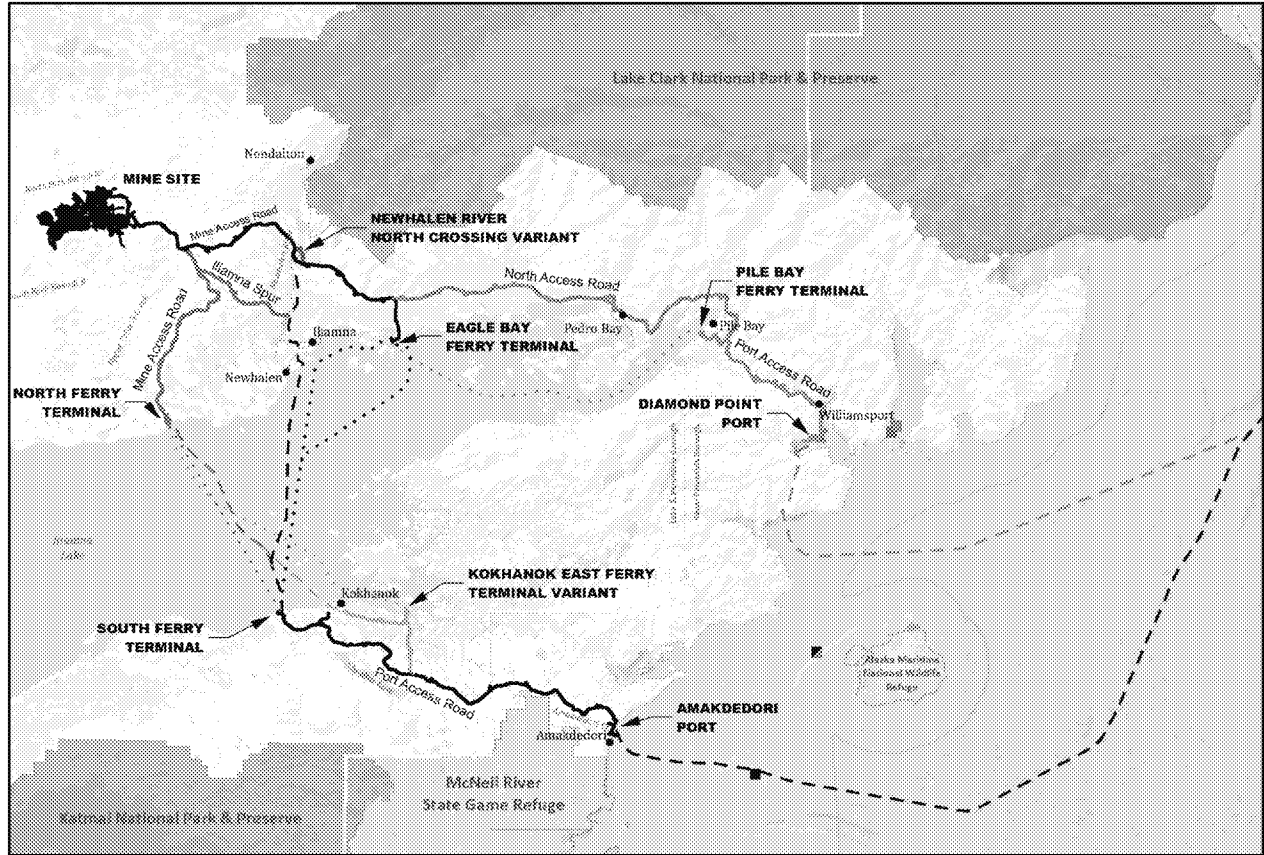 Lake Clark National Park & Preserve
Nondalton
MINE SITE
Mine Access Road
NEWHALEN RIVER
NORTH CROSSING VARIANT
Iliamna Spur
North Access Road
PILE BAY
FERRY TERMINAL
Mine Access Road
Iliamna
EAGLE BAY
FERRY TERMINAL
Pedro Bay
Pile Bay
Port Access Road
Newhalen
NORTH FERRY
TERMINAL
DIAMOND POINT
PORT
Williamsport
Iliamna
Lake
KOKHANOK EAST FERRY
TERMINAL VARIANT
Kokhanok
SOUTH FERRY
TERMINAL
Alaska Maritime
National Wildlife
Refuge
Port Access Road
AMAKDEDORI
PORT
Amakdedori
McNeil River
State Game Refuge
Katmai National Park & Preserve